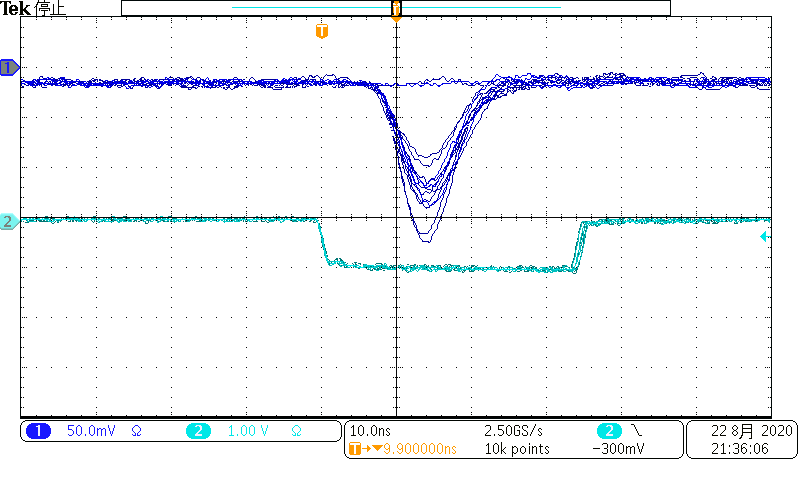 Tek 停止
T
1
2
1 50.0mV Ω 2 1.00 V Ω
10.0ns 2.50GS/s 2 -300mV
T→▼9.900000ns 10k points
22 8月 2020
21:36:06